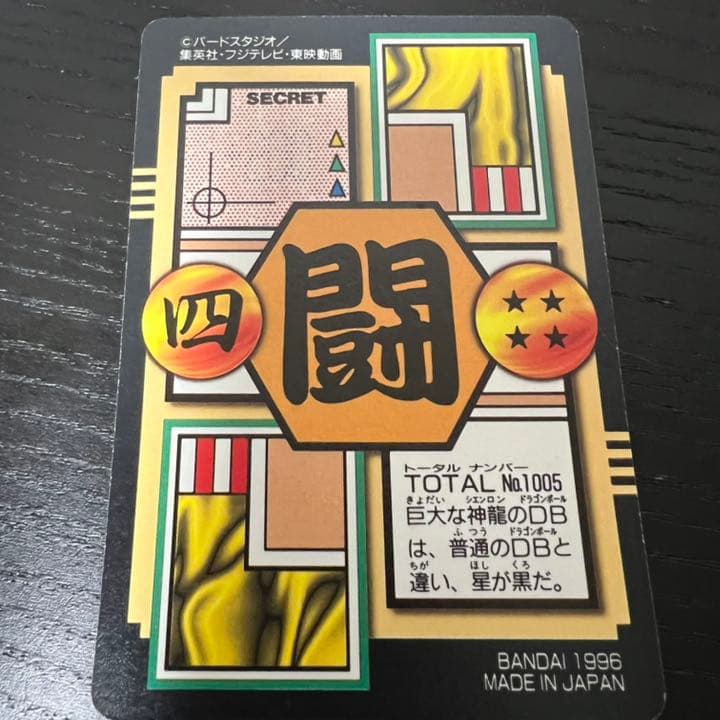 ©バードスタジオ/
集英社・フジテレビ・東映動画
SECRET
四
闘
トータル ナンバー
TOTAL No.1005
きょだい シェンロン ドラゴンボール
巨大な神龍のDB
ふつう ドラゴンボール
は、普通のDBと
ちが ほし くろ
違い、星が黒だ。
BANDAI 1996
MADE IN JAPAN